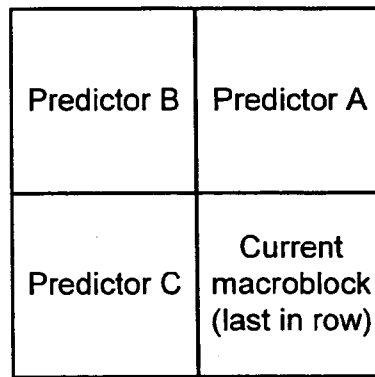 Predictor B
Predictor A
Predictor C
Current
macroblock
(last in row)